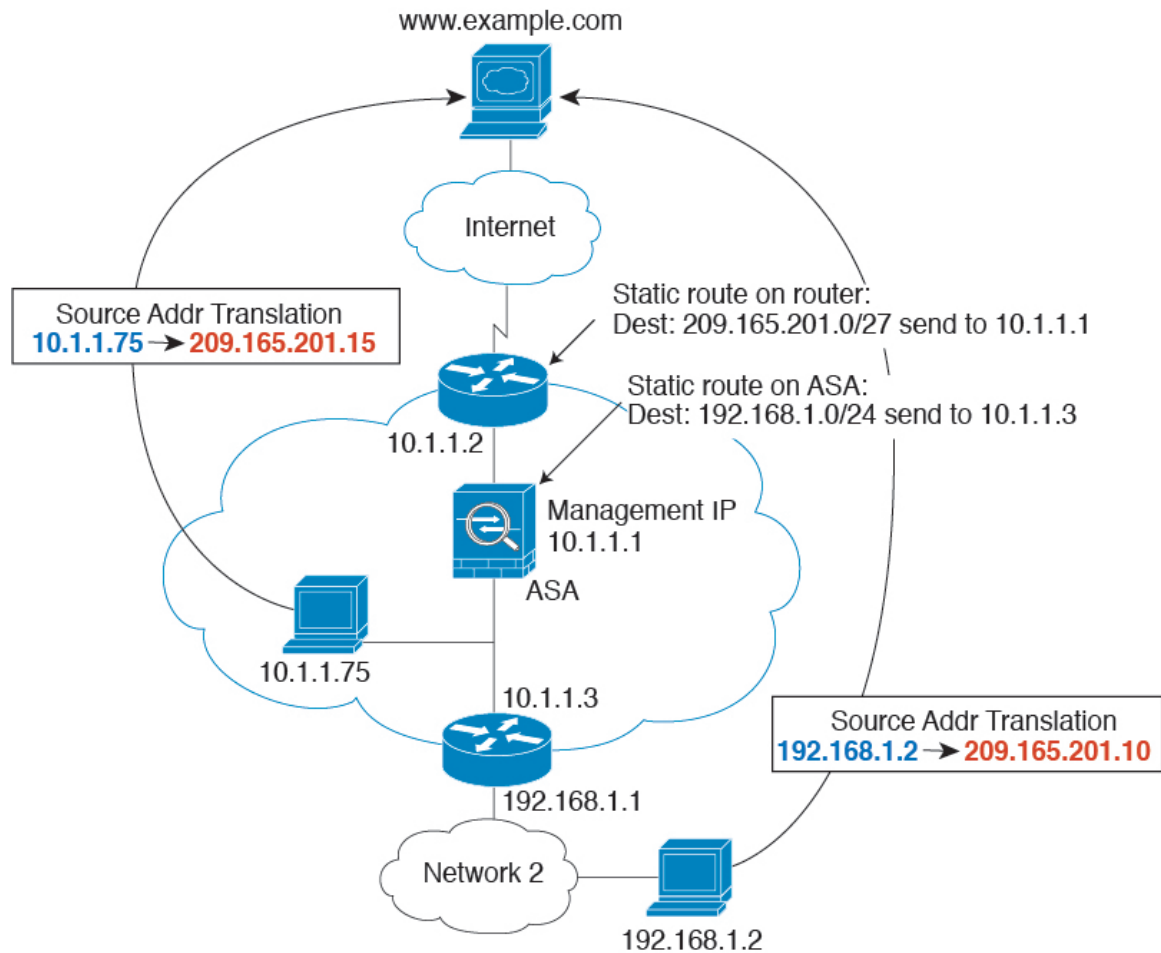 www.example.com
Internet
Source Addr Translation
10.1.1.75 → 209.165.201.15
Static route on router:
Dest: 209.165.201.0/27 send to 10.1.1.1
Static route on ASA:
Dest: 192.168.1.0/24 send to 10.1.1.3
10.1.1.2
Management IP
10.1.1.1
ASA
10.1.1.75
10.1.1.3
Source Addr Translation
192.168.1.2 → 209.165.201.10
192.168.1.1
Network 2
192.168.1.2